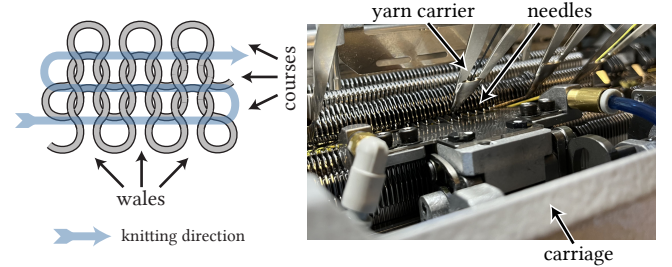 yarn carrier
needles
courses
wales
knitting direction
carriage